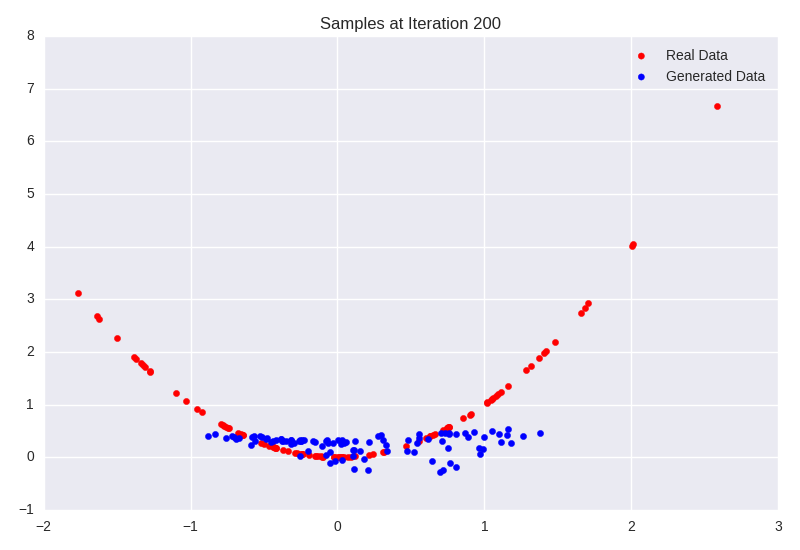 Samples at Iteration 200
8
7
6
5
4
3
2
1
0
−1
−2 −1 0 1 2 3
Real Data
Generated Data